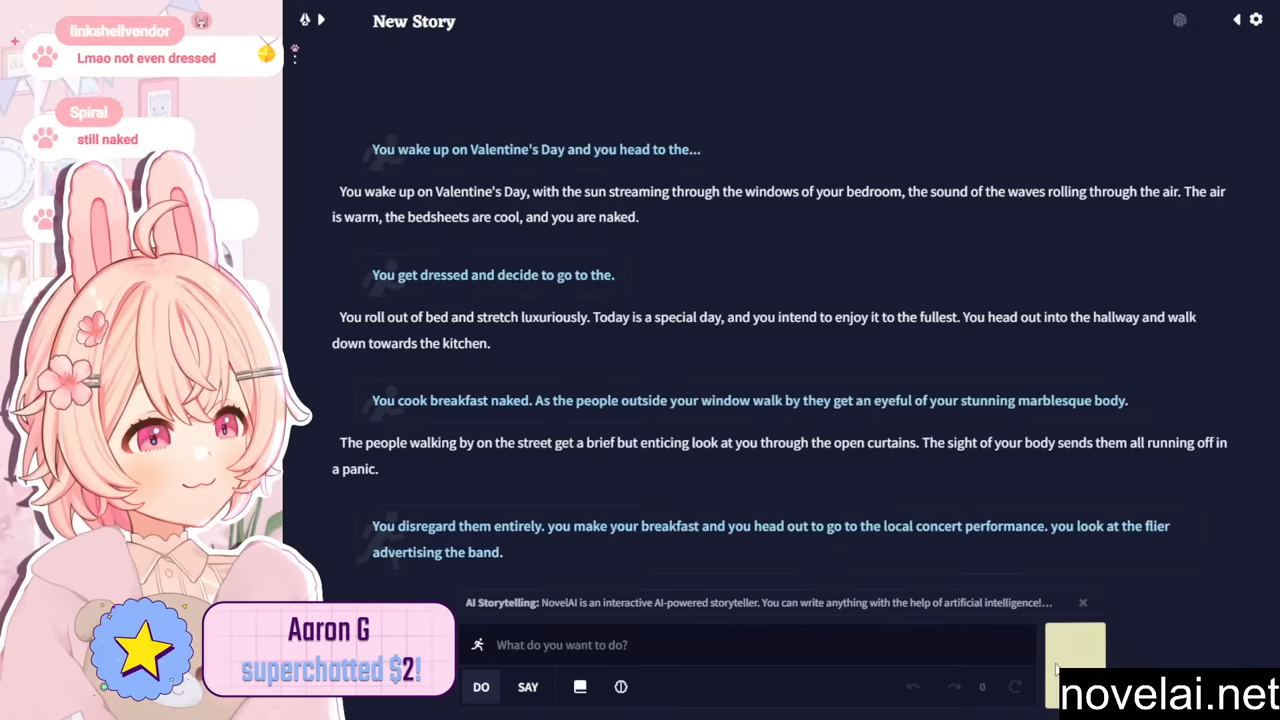 linkshellvendor
Lmao not even dressed
Spiral
still naked
New Story
You wake up on Valentine's Day and you head to the...
You wake up on Valentine's Day, with the sun streaming through the windows of your bedroom, the sound of the waves rolling through the air. The air
is warm, the bedsheets are cool, and you are naked.
You get dressed and decide to go to the.
You roll out of bed and stretch luxuriously. Today is a special day, and you intend to enjoy it to the fullest. You head out into the hallway and walk
down towards the kitchen.
You cook breakfast naked. As the people outside your window walk by they get an eyeful of your stunning marblesque body.
The people walking by on the street get a brief but enticing look at you through the open curtains. The sight of your body sends them all running off in
a panic.
You disregard them entirely. you make your breakfast and you head out to go to the local concert performance. you look at the flier
advertising the band.
AI Storytelling: NovelAI is an interactive AI-powered storyteller. You can write anything with the help of artificial intelligence!...
What do you want to do?
DO SAY 0
Aaron G
superchatted $2!
novelai.net